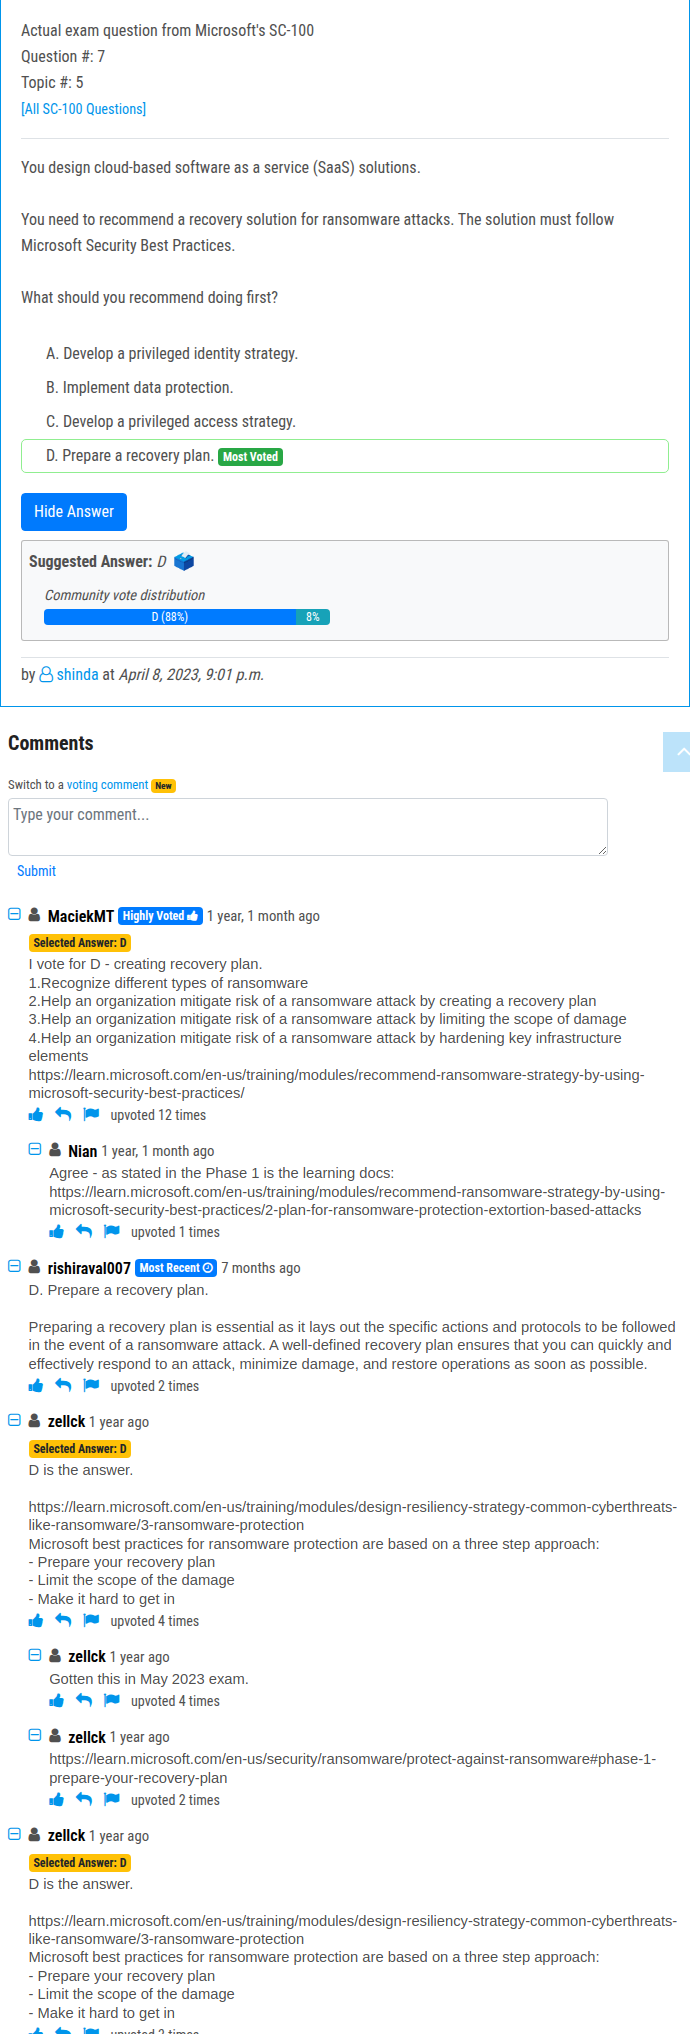 Actual exam question from Microsoft's SC-100
Question #: 7
Topic #: 5
[All SC-100 Questions]
You design cloud-based software as a service (SaaS) solutions.
You need to recommend a recovery solution for ransomware attacks. The solution must follow
Microsoft Security Best Practices.
What should you recommend doing first?
A. Develop a privileged identity strategy.
B. Implement data protection.
C. Develop a privileged access strategy.
D. Prepare a recovery plan. Most Voted
Hide Answer
Suggested Answer: D
Community vote distribution
D (88%) 8%
by shinda at April 8, 2023, 9:01 p.m.
Comments
Switch to a voting comment New
Type your comment...
Submit
MaciekMT Highly Voted 1 year, 1 month ago
Selected Answer: D
I vote for D - creating recovery plan.
1.Recognize different types of ransomware
2.Help an organization mitigate risk of a ransomware attack by creating a recovery plan
3.Help an organization mitigate risk of a ransomware attack by limiting the scope of damage
4.Help an organization mitigate risk of a ransomware attack by hardening key infrastructure
elements
https://learn.microsoft.com/en-us/training/modules/recommend-ransomware-strategy-by-using-
microsoft-security-best-practices/
upvoted 12 times
Nian 1 year, 1 month ago
Agree - as stated in the Phase 1 is the learning docs:
https://learn.microsoft.com/en-us/training/modules/recommend-ransomware-strategy-by-using-
microsoft-security-best-practices/2-plan-for-ransomware-protection-extortion-based-attacks
upvoted 1 times
rishiraval007 Most Recent 7 months ago
D. Prepare a recovery plan.
Preparing a recovery plan is essential as it lays out the specific actions and protocols to be followed
in the event of a ransomware attack. A well-defined recovery plan ensures that you can quickly and
effectively respond to an attack, minimize damage, and restore operations as soon as possible.
upvoted 2 times
zellck 1 year ago
Selected Answer: D
D is the answer.
https://learn.microsoft.com/en-us/training/modules/design-resiliency-strategy-common-cyberthreats-
like-ransomware/3-ransomware-protection
Microsoft best practices for ransomware protection are based on a three step approach:
- Prepare your recovery plan
- Limit the scope of the damage
- Make it hard to get in
upvoted 4 times
zellck 1 year ago
Gotten this in May 2023 exam.
upvoted 4 times
zellck 1 year ago
https://learn.microsoft.com/en-us/security/ransomware/protect-against-ransomware#phase-1-
prepare-your-recovery-plan
upvoted 2 times
zellck 1 year ago
Selected Answer: D
D is the answer.
https://learn.microsoft.com/en-us/training/modules/design-resiliency-strategy-common-cyberthreats-
like-ransomware/3-ransomware-protection
Microsoft best practices for ransomware protection are based on a three step approach:
- Prepare your recovery plan
- Limit the scope of the damage
- Make it hard to get in